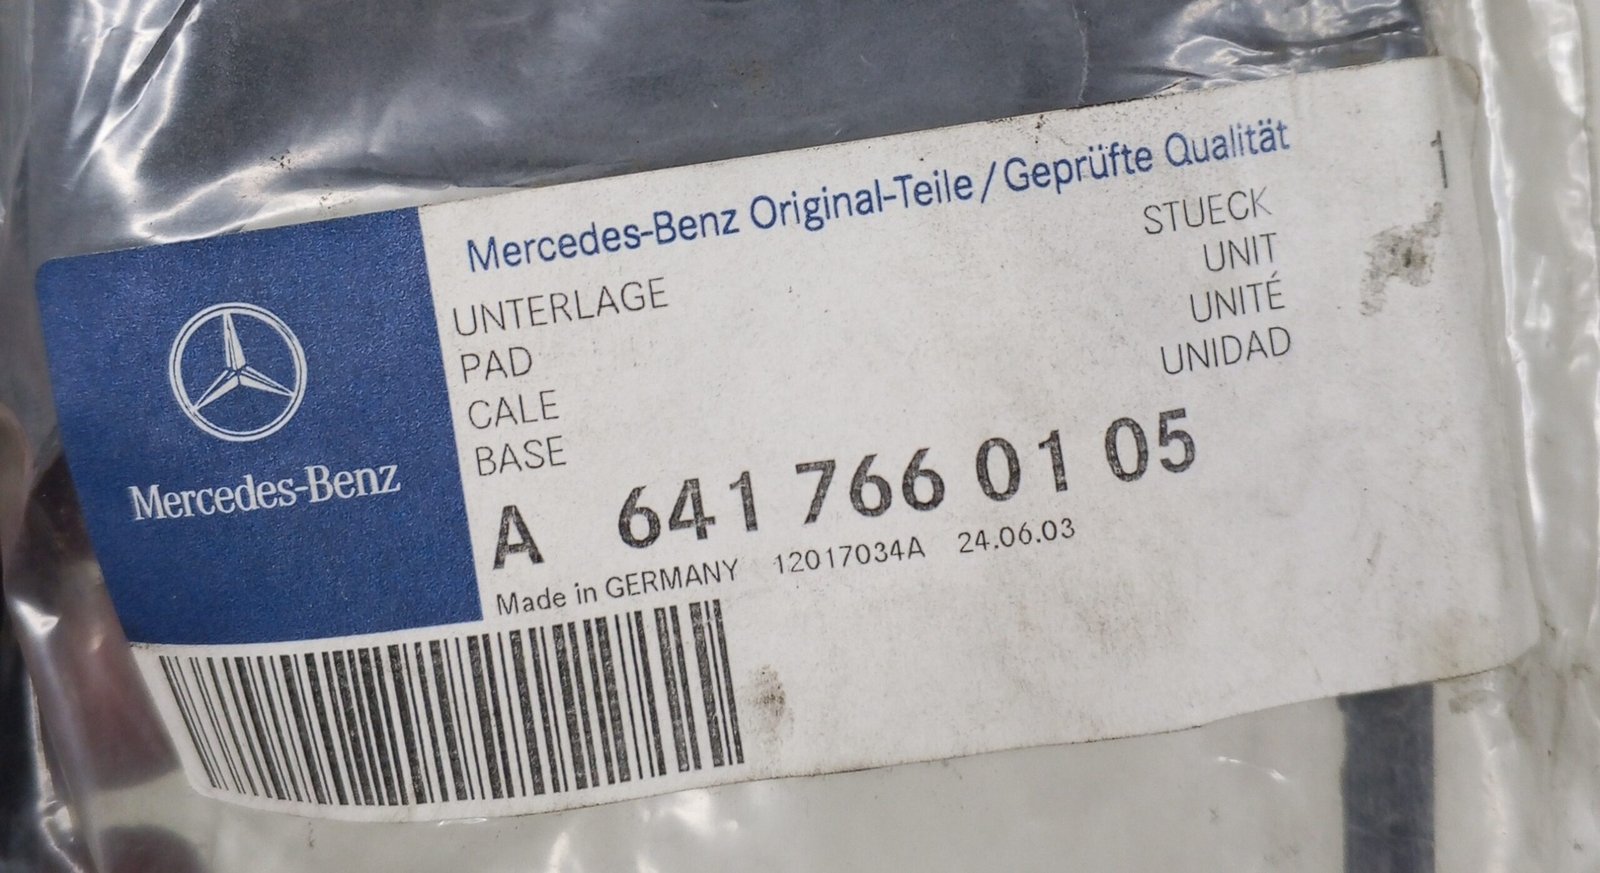 Mercedes-Benz Original-Teile / Geprüfte Qualität
UNTERLAGE
PAD
CALE
BASE
STUECK
UNIT
UNITÉ
UNIDAD
1
A 641 766 01 05
Made in GERMANY 12017034A 24.06.03
Mercedes-Benz